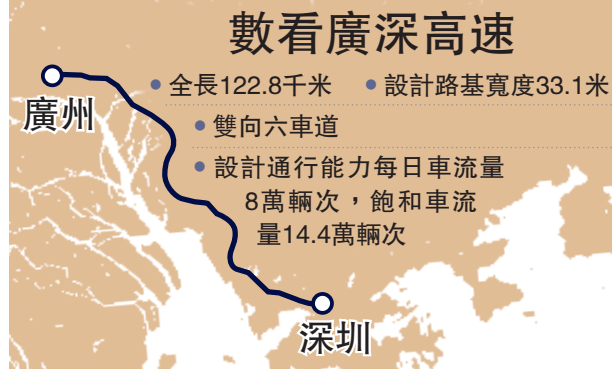 數看廣深高速
全長122.8千米
設計路基寬度33.1米
廣州
雙向六車道
設計通行能力每日車流量
8萬輛次，飽和車流
量14.4萬輛次
深圳